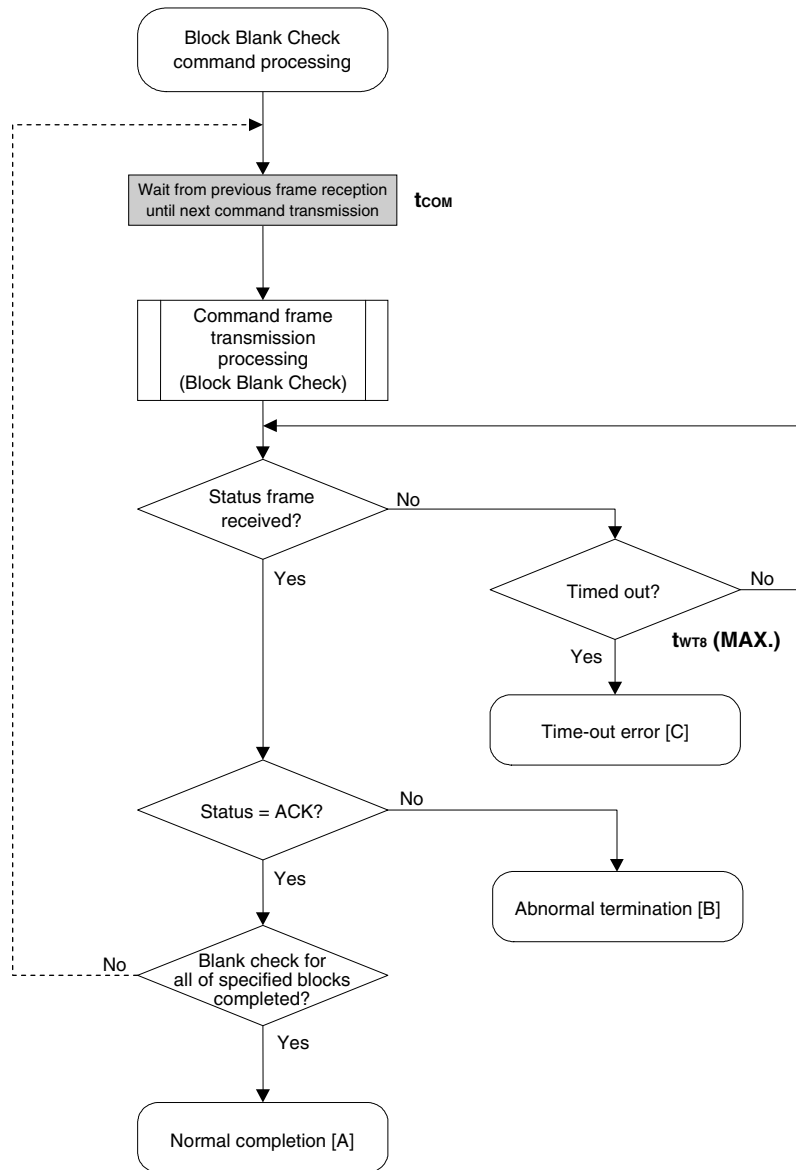 Block Blank Check
command processing
Wait from previous frame reception
until next command transmission
tCOM
Command frame
transmission
processing
(Block Blank Check)
Status frame
received?
No
Yes
Timed out?
No
tWT8 (MAX.)
Yes
Time-out error [C]
Status = ACK?
No
Yes
Abnormal termination [B]
Blank check for
all of specified blocks
completed?
No
Yes
Normal completion [A]